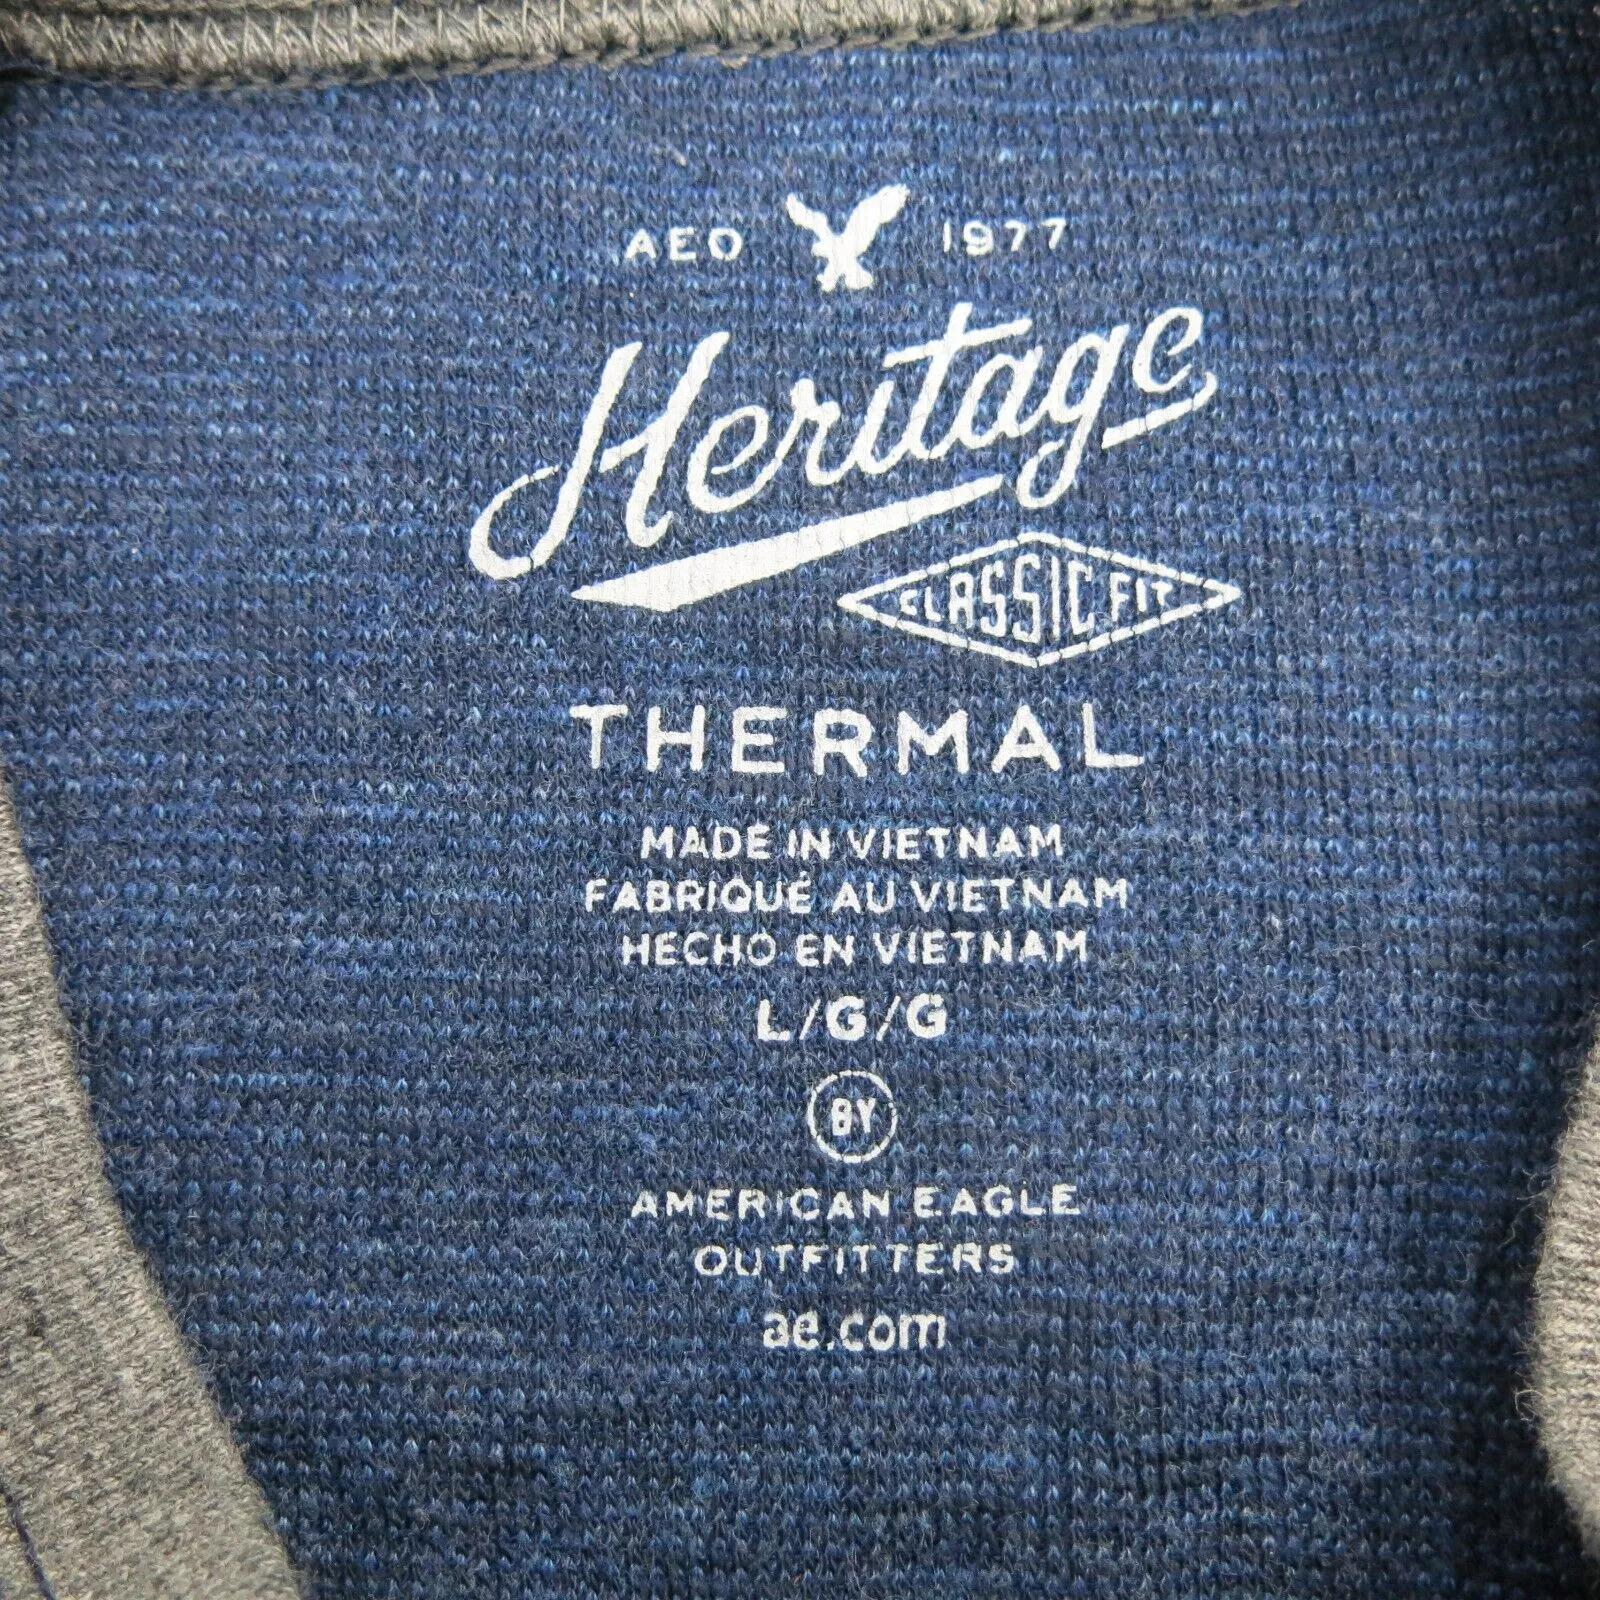 AEO 1977
Heritage
CLASSIC FIT
THERMAL
MADE IN VIETNAM
FABRIQUÉ AU VIETNAM
HECHO EN VIETNAM
L/G/G
BY
AMERICAN EAGLE
OUTFITTERS
ae.com